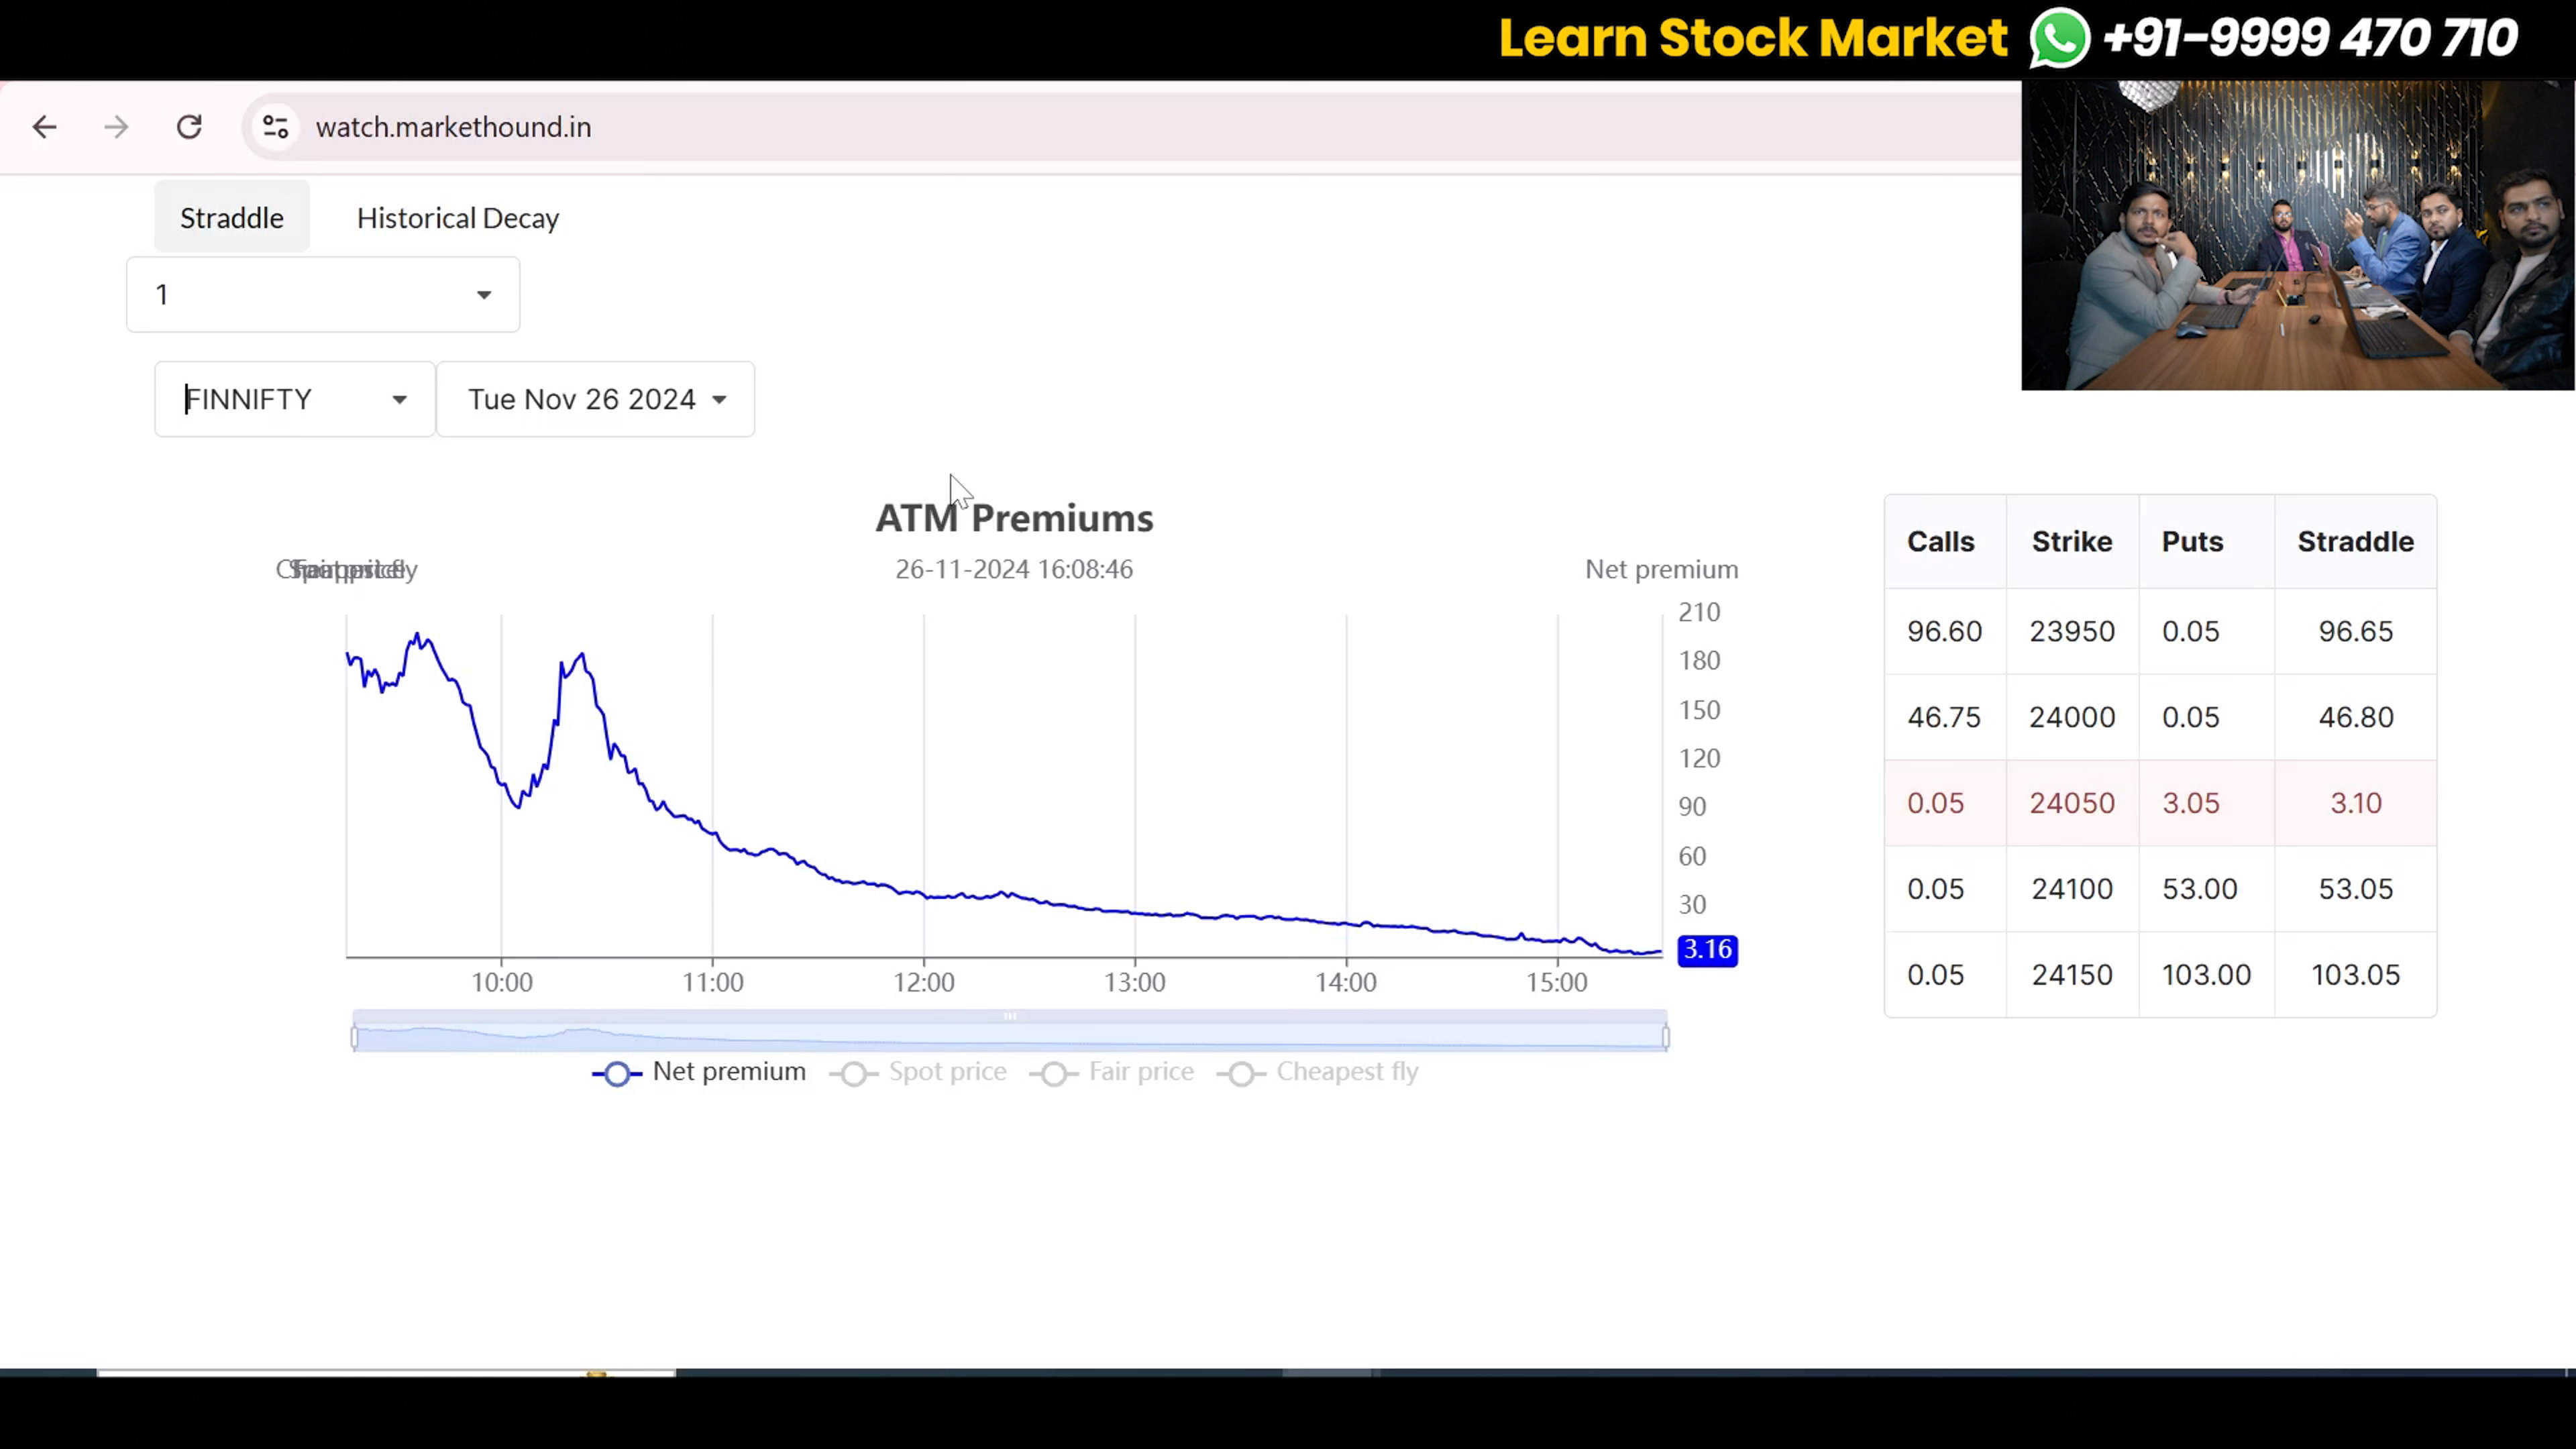 Learn Stock Market +91-9999 470 710
watch.markethound.in
Straddle Historical Decay
1
FINNIFTY Tue Nov 26 2024
ATM Premiums
26-11-2024 16:08:46
Net premium
210
180
150
120
90
60
30
3.16
10:00 11:00 12:00 13:00 14:00 15:00
Net premium Spot price Fair price Cheapest fly
Calls Strike Puts Straddle
96.60 23950 0.05 96.65
46.75 24000 0.05 46.80
0.05 24050 3.05 3.10
0.05 24100 53.00 53.05
0.05 24150 103.00 103.05